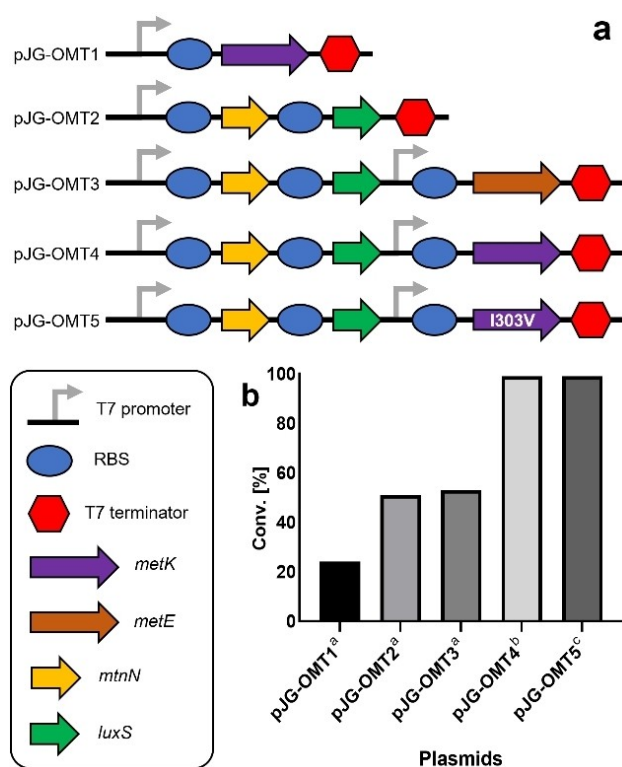 a
pJG-OMT1
pJG-OMT2
pJG-OMT3
pJG-OMT4
pJG-OMT5
I303V
T7 promoter
RBS
T7 terminator
metK
metE
mtnN
luxS
b
Conv. [%]
100
80
60
40
20
0
pJG-OMT1a
pJG-OMT2a
pJG-OMT3a
pJG-OMT4b
pJG-OMT5c
Plasmids